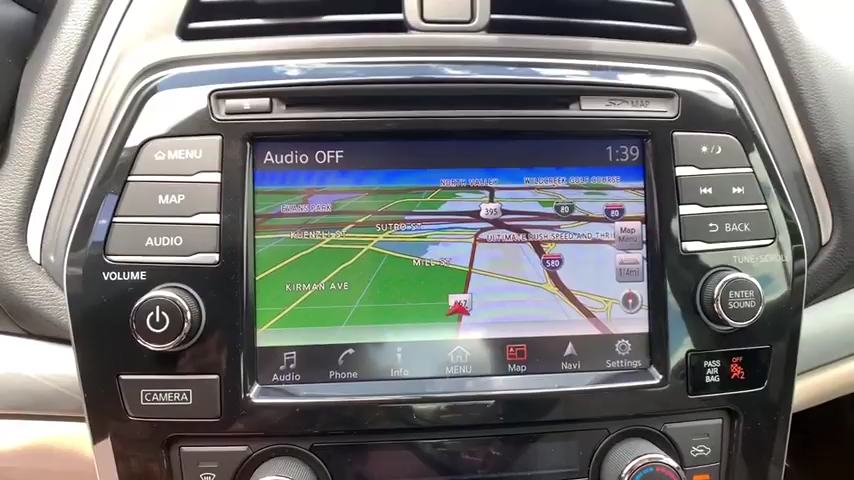 SD MAP
MENU
MAP
AUDIO
VOLUME
CAMERA
Audio OFF
1:39
NORTH VALLEY
WILDCREEK GOLF COURSE
EVANS PARK
395
80
80
SUTRO ST
KUENZLI ST
Map
Menu
MILL ST
580
1/4mi
KIRMAN AVE
667
Audio
Phone
Info
MENU
Map
Navi
Settings
BACK
TUNE·SCROLL
ENTER
SOUND
PASS
AIR
BAG
OFF
2